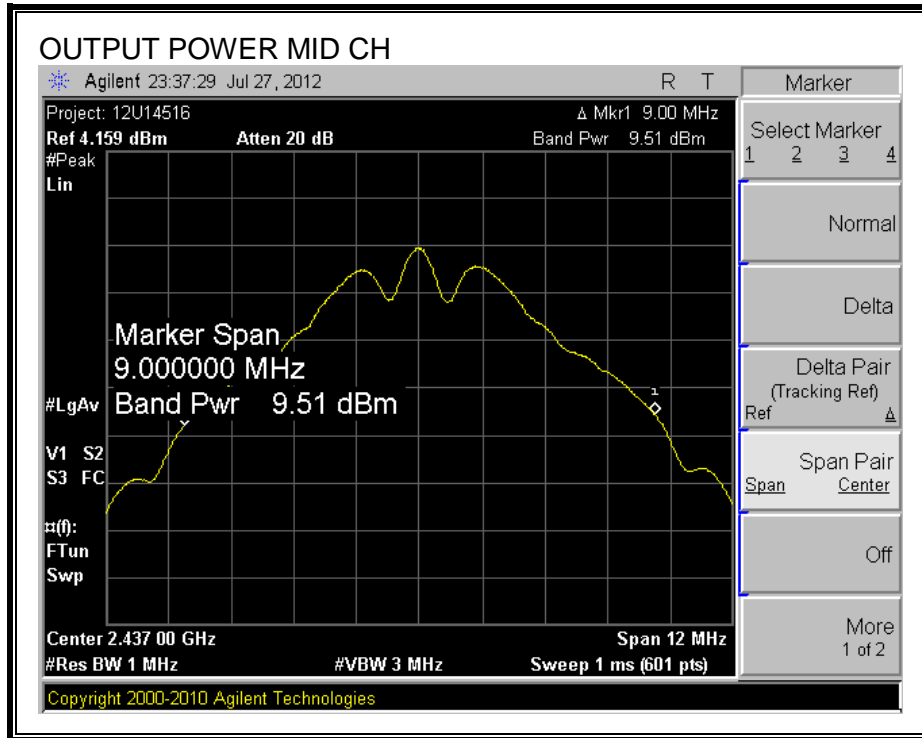 OUTPUT POWER MID CH
Agilent 23:37:29 Jul 27, 2012 R T
Project: 12U14516 Δ Mkr1 9.00 MHz
Ref 4.159 dBm Atten 20 dB Band Pwr 9.51 dBm
#Peak
Lin
1
Marker Span
9.000000 MHz
Band Pwr 9.51 dBm
#LgAv
V1 S2
S3 FC
¤(f):
FTun
Swp
Center 2.437 00 GHz Span 12 MHz
#Res BW 1 MHz #VBW 3 MHz Sweep 1 ms (601 pts)
Copyright 2000-2010 Agilent Technologies
Marker
Select Marker
1 2 3 4
Normal
Delta
Delta Pair
(Tracking Ref)
Ref Δ
Span Pair
Span Center
Off
More
1 of 2